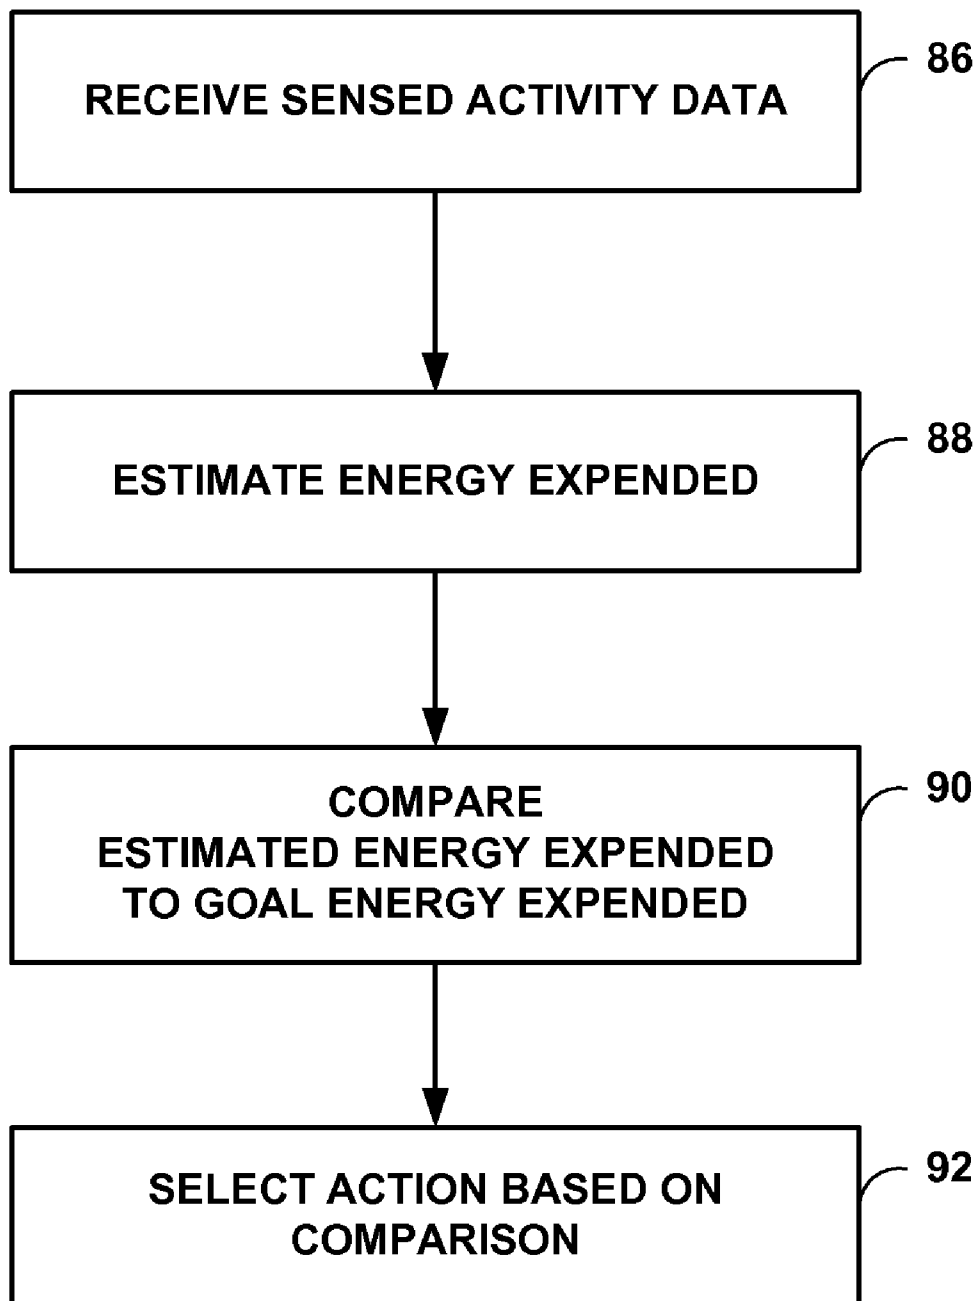 RECEIVE SENSED ACTIVITY DATA
86
ESTIMATE ENERGY EXPENDED
88
COMPARE
ESTIMATED ENERGY EXPENDED
TO GOAL ENERGY EXPENDED
90
SELECT ACTION BASED ON
COMPARISON
92